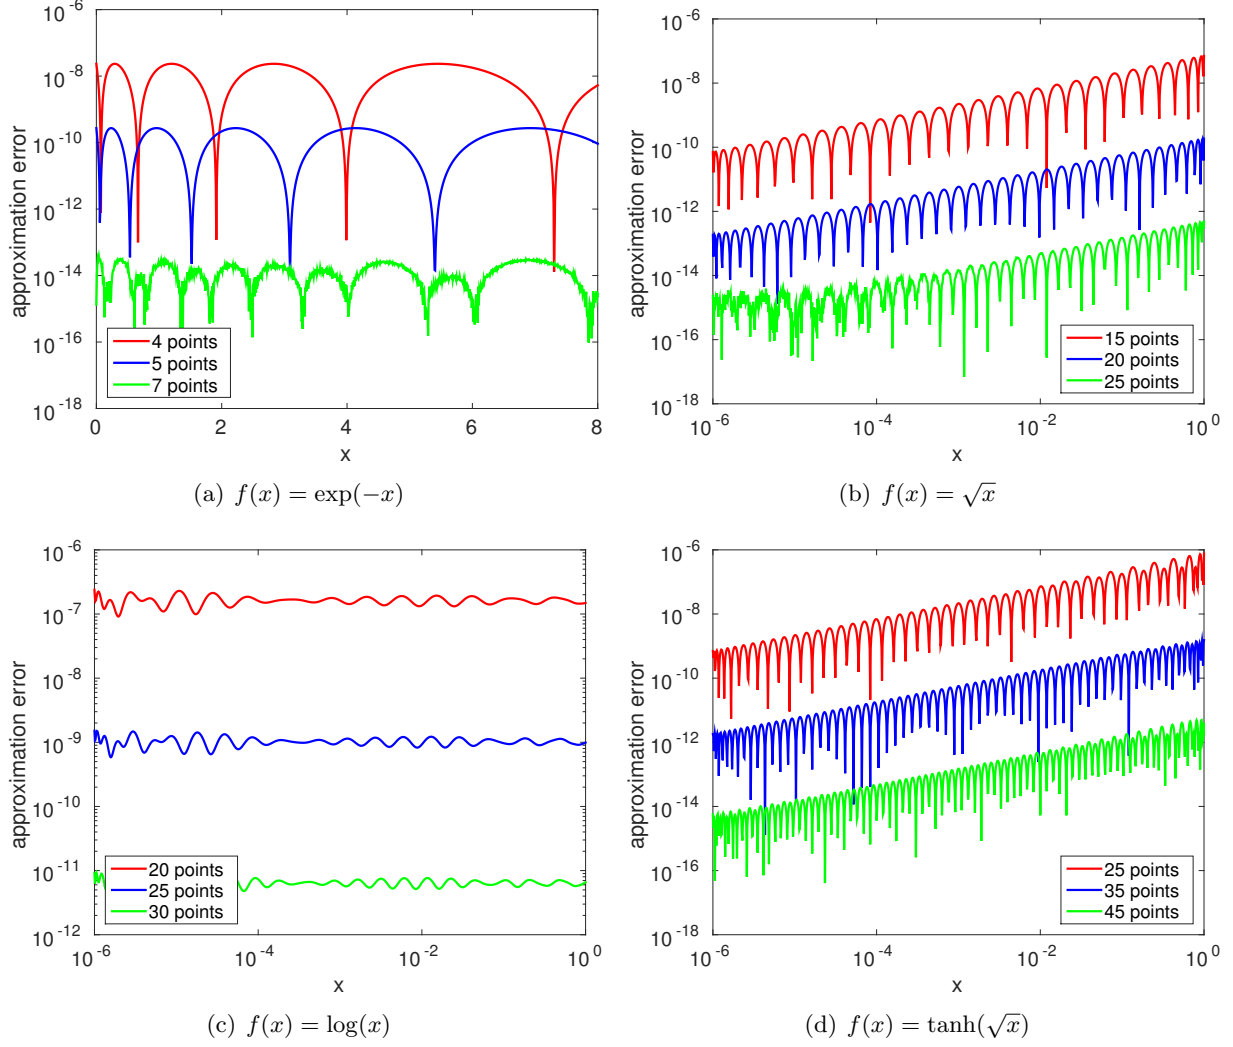 10^-6
10^-8
10^-10
10^-12
10^-14
10^-16
10^-18
approximation error
4 points
5 points
7 points
0 2 4 6 8
x
(a) f(x) = exp(−x)
10^-6
10^-8
10^-10
10^-12
10^-14
10^-16
10^-18
approximation error
15 points
20 points
25 points
10^-6 10^-4 10^-2 10^0
x
(b) f(x) = √x
10^-6
10^-7
10^-8
10^-9
10^-10
10^-11
10^-12
approximation error
20 points
25 points
30 points
10^-6 10^-4 10^-2 10^0
x
(c) f(x) = log(x)
10^-6
10^-8
10^-10
10^-12
10^-14
10^-16
10^-18
approximation error
25 points
35 points
45 points
10^-6 10^-4 10^-2 10^0
x
(d) f(x) = tanh(√x)